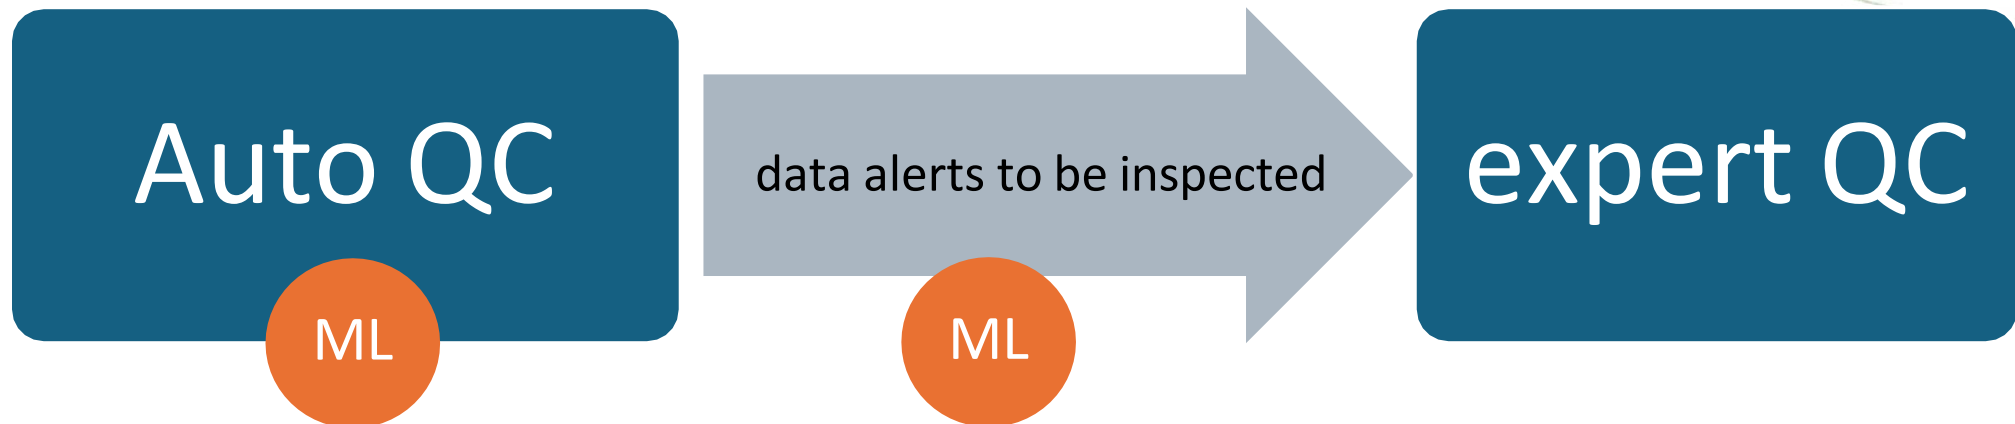 Auto QC
data alerts to be inspected
expert QC
ML
ML